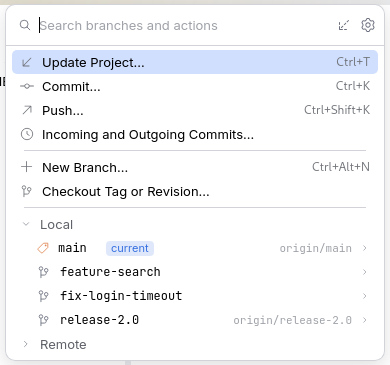 Search branches and actions
Update Project... Ctrl+T
Commit... Ctrl+K
Push... Ctrl+Shift+K
Incoming and Outgoing Commits...
New Branch... Ctrl+Alt+N
Checkout Tag or Revision...
Local
main current origin/main
feature-search
fix-login-timeout
release-2.0 origin/release-2.0
Remote